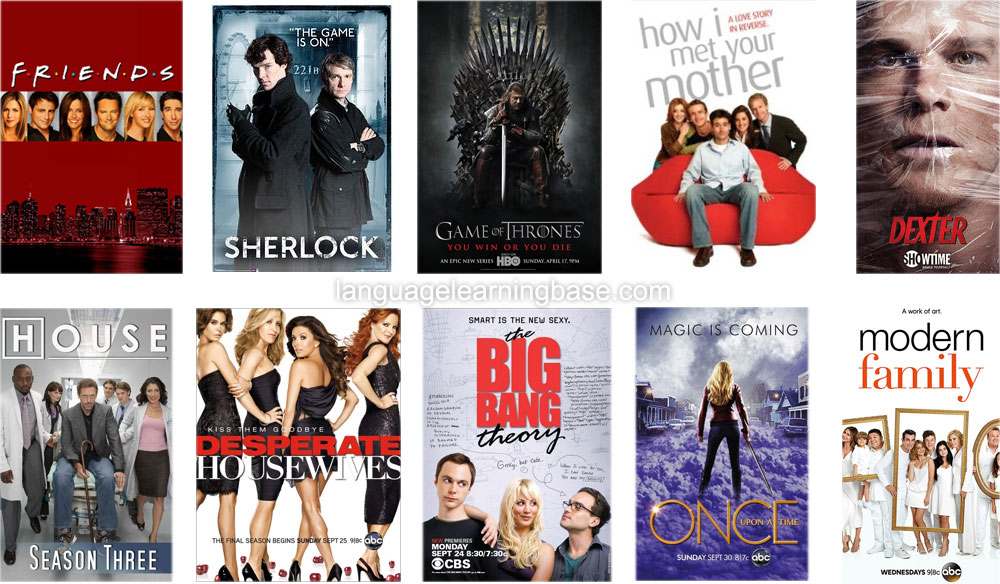 F·R·I·E·N·D·S
"THE GAME
IS ON."
221B
SHERLOCK
GAME OF THRONES
YOU WIN OR YOU DIE
AN EPIC NEW SERIES HBO SUNDAY, APRIL 17, 9PM
A LOVE STORY
IN REVERSE.
how i
met your
mother
DEXTER
SHOWTIME
languagelearningbase.com
HOUSE
SEASON THREE
KISS THEM GOODBYE
DESPERATE
HOUSEWIVES
THE FINAL SEASON BEGINS SUNDAY SEPT 25 9|8c abc
SMART IS THE NEW SEXY.
the
BIG
BANG
theory
Geeky, but cute.
NEW PREMIERES
MONDAY
SEPT 24 8:30/7:30c
CBS
MAGIC IS COMING
ONCE
UPON A TIME
SUNDAY SEPT 30 8|7c abc
A work of art.
modern
family
WEDNESDAYS 9|8c abc